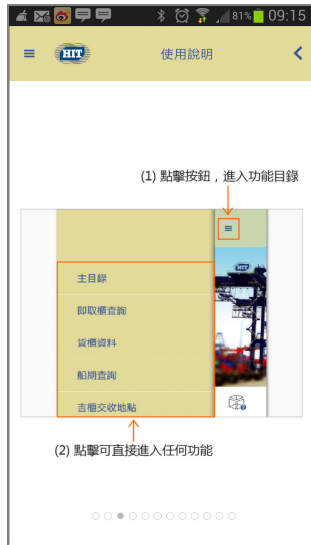 81% 09:15
HIT 使用說明
(1) 點擊按鈕，進入功能目錄
HIT
主目錄
即取櫃查詢
貨櫃資料
船期查詢
吉櫃交收地點
(2) 點擊可直接進入任何功能